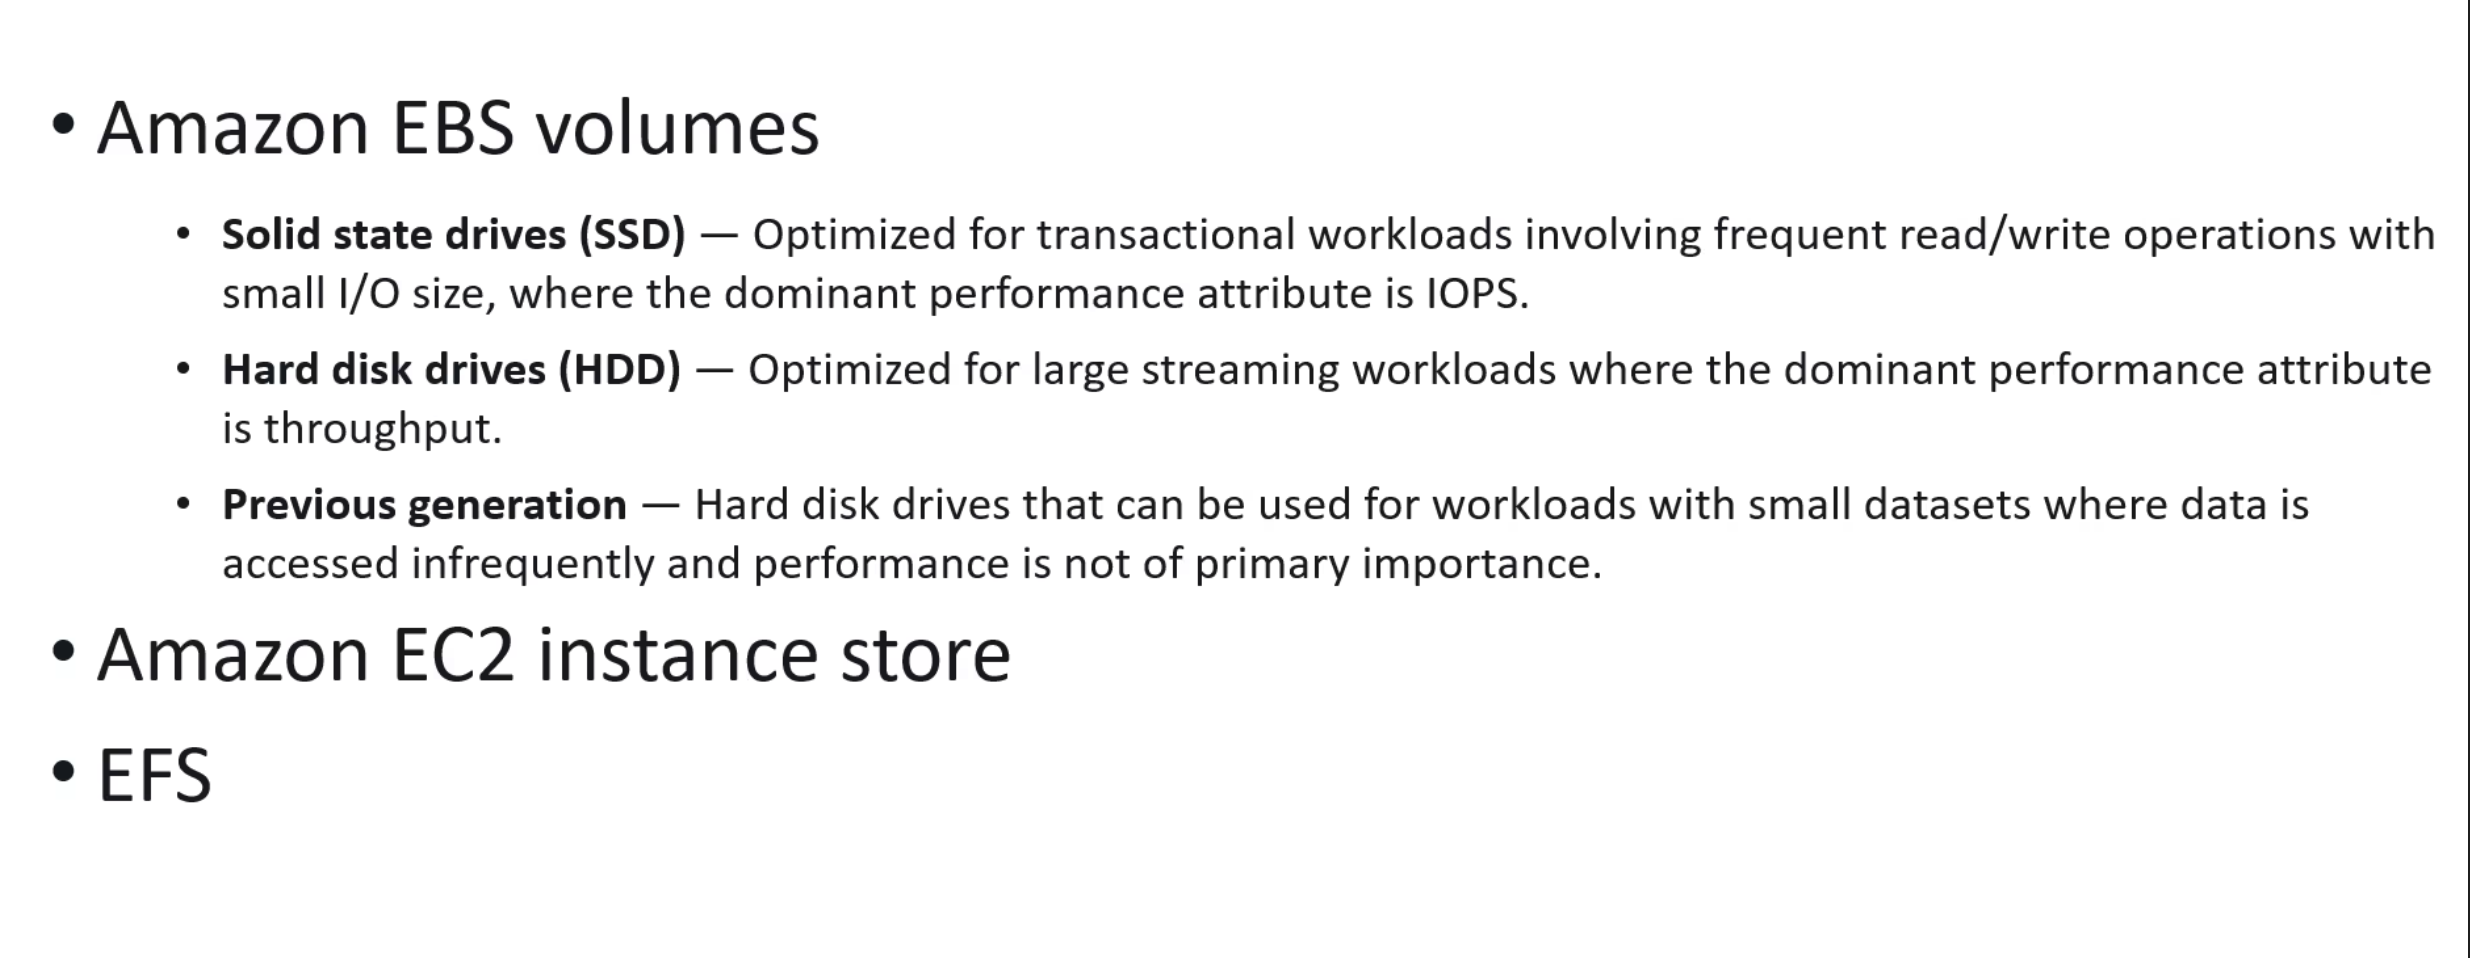 • Amazon EBS volumes
• Solid state drives (SSD) — Optimized for transactional workloads involving frequent read/write operations with
small I/O size, where the dominant performance attribute is IOPS.
• Hard disk drives (HDD) — Optimized for large streaming workloads where the dominant performance attribute
is throughput.
• Previous generation — Hard disk drives that can be used for workloads with small datasets where data is
accessed infrequently and performance is not of primary importance.
• Amazon EC2 instance store
• EFS